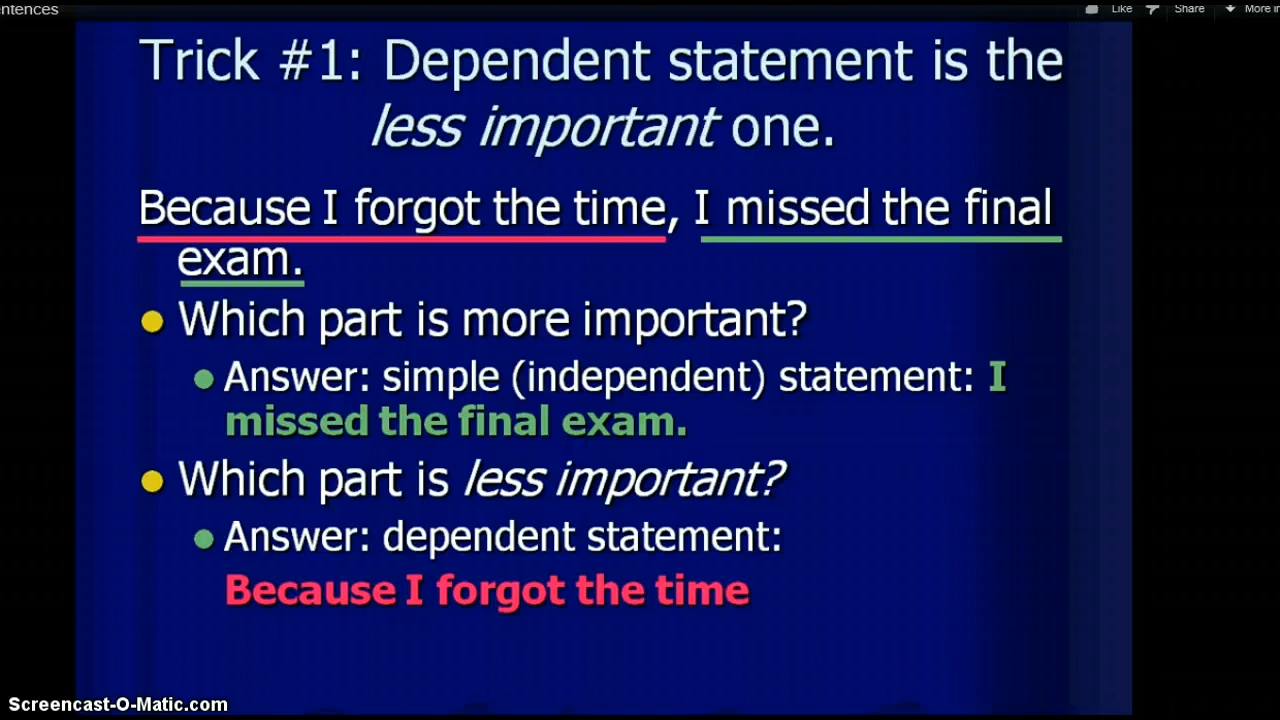 entences
Like Share More in
Trick #1: Dependent statement is the
less important one.
Because I forgot the time, I missed the final
exam.
Which part is more important?
Answer: simple (independent) statement: I
missed the final exam.
Which part is less important?
Answer: dependent statement:
Because I forgot the time
Screencast-O-Matic.com